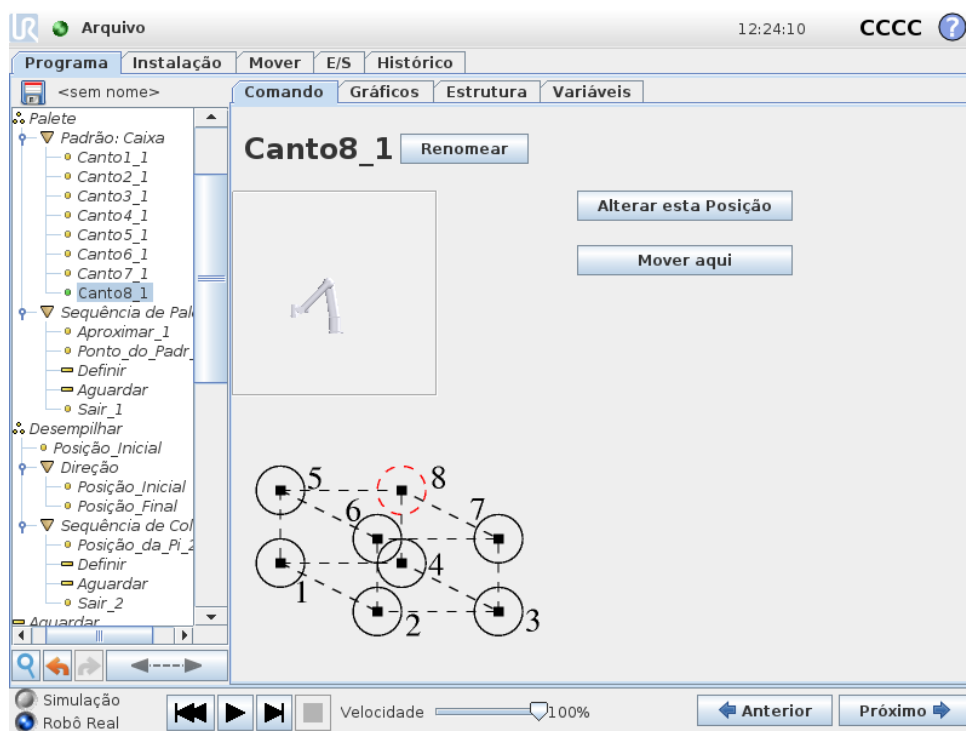 UR Arquivo 12:24:10 CCCC ?
Programa Instalação Mover E/S Histórico
<sem nome> Comando Gráficos Estrutura Variáveis
Palete
Padrão: Caixa
Canto1_1
Canto2_1
Canto3_1
Canto4_1
Canto5_1
Canto6_1
Canto7_1
Canto8_1
Sequência de Pal
Aproximar_1
Ponto_do_Padr_
Definir
Aguardar
Sair_1
Desempilhar
Posição_Inicial
Direção
Posição_Inicial
Posição_Final
Sequência de Col
Posição_da_Pi_2
Definir
Aguardar
Sair_2
Aguardar
Canto8_1 Renomear
Alterar esta Posição
Mover aqui
5 8
6 7
1 4
2 3
Simulação
Robô Real
Velocidade 100% Anterior Próximo